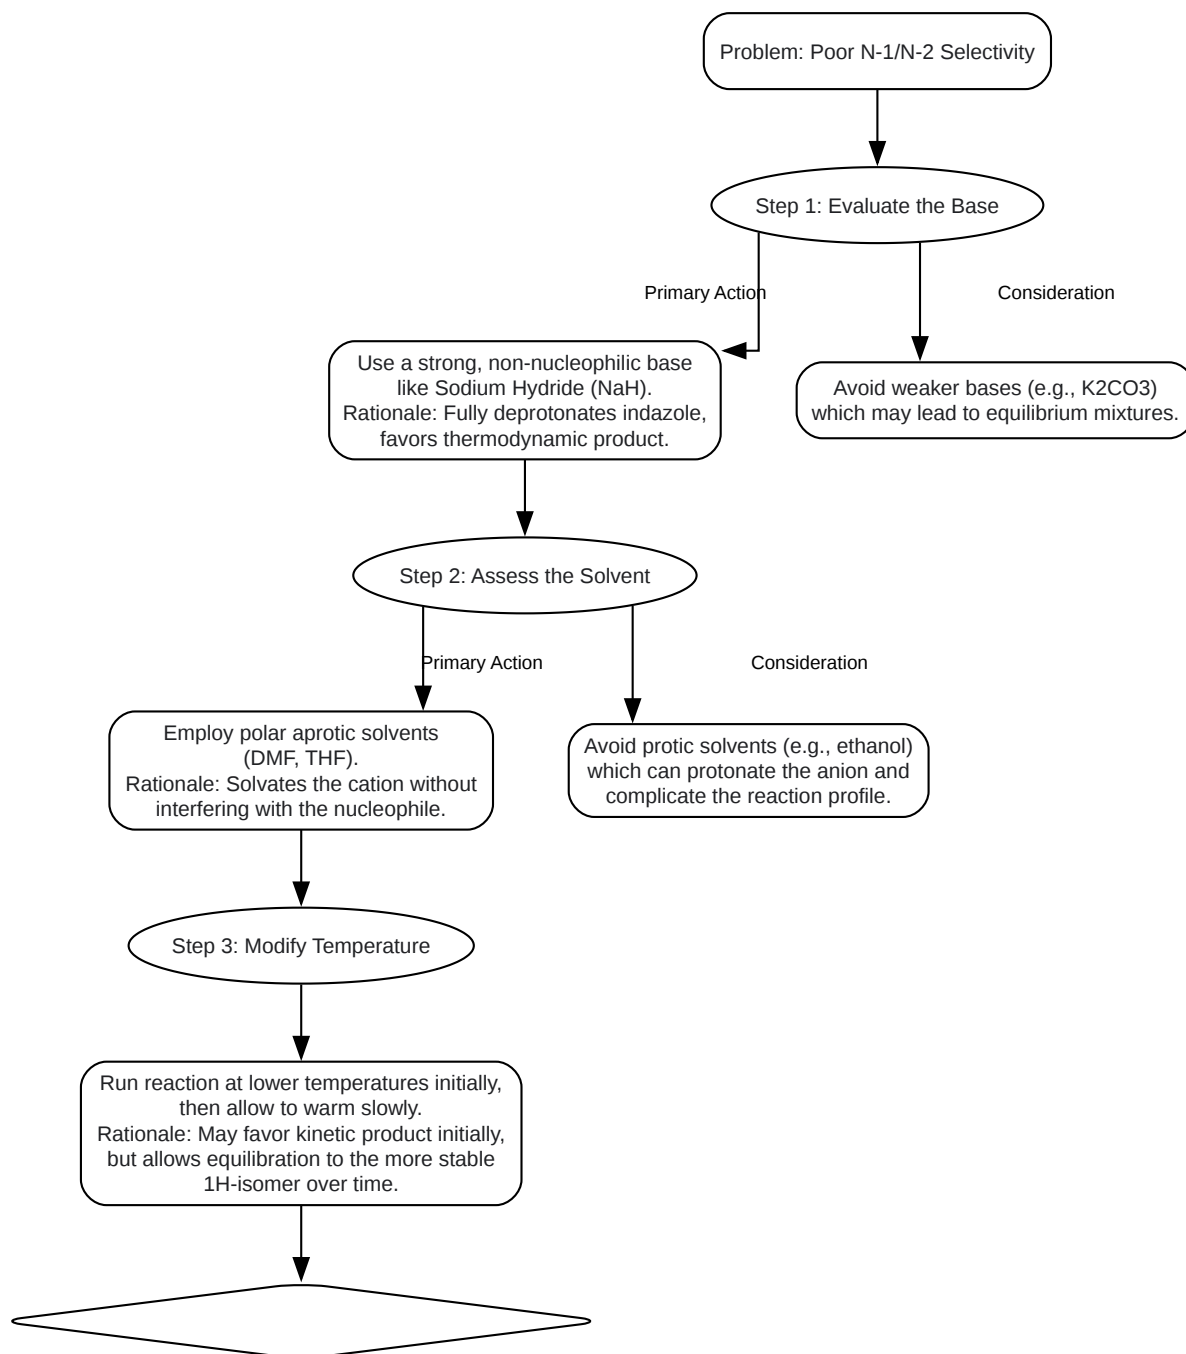 Problem: Poor N-1/N-2 Selectivity
Step 1: Evaluate the Base
Primary Action
Consideration
Use a strong, non-nucleophilic base
like Sodium Hydride (NaH).
Rationale: Fully deprotonates indazole,
favors thermodynamic product.
Avoid weaker bases (e.g., K2CO3)
which may lead to equilibrium mixtures.
Step 2: Assess the Solvent
Primary Action
Consideration
Employ polar aprotic solvents
(DMF, THF).
Rationale: Solvates the cation without
interfering with the nucleophile.
Avoid protic solvents (e.g., ethanol)
which can protonate the anion and
complicate the reaction profile.
Step 3: Modify Temperature
Run reaction at lower temperatures initially,
then allow to warm slowly.
Rationale: May favor kinetic product initially,
but allows equilibration to the more stable
1H-isomer over time.